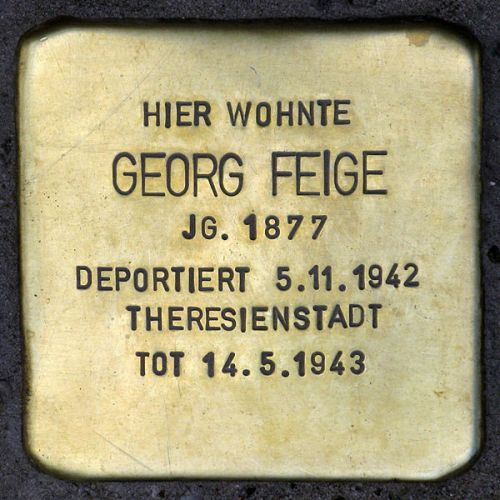 HIER WOHNTE
GEORG FEIGE
JG. 1877
DEPORTIERT 5.11.1942
THERESIENSTADT
TOT 14.5.1943